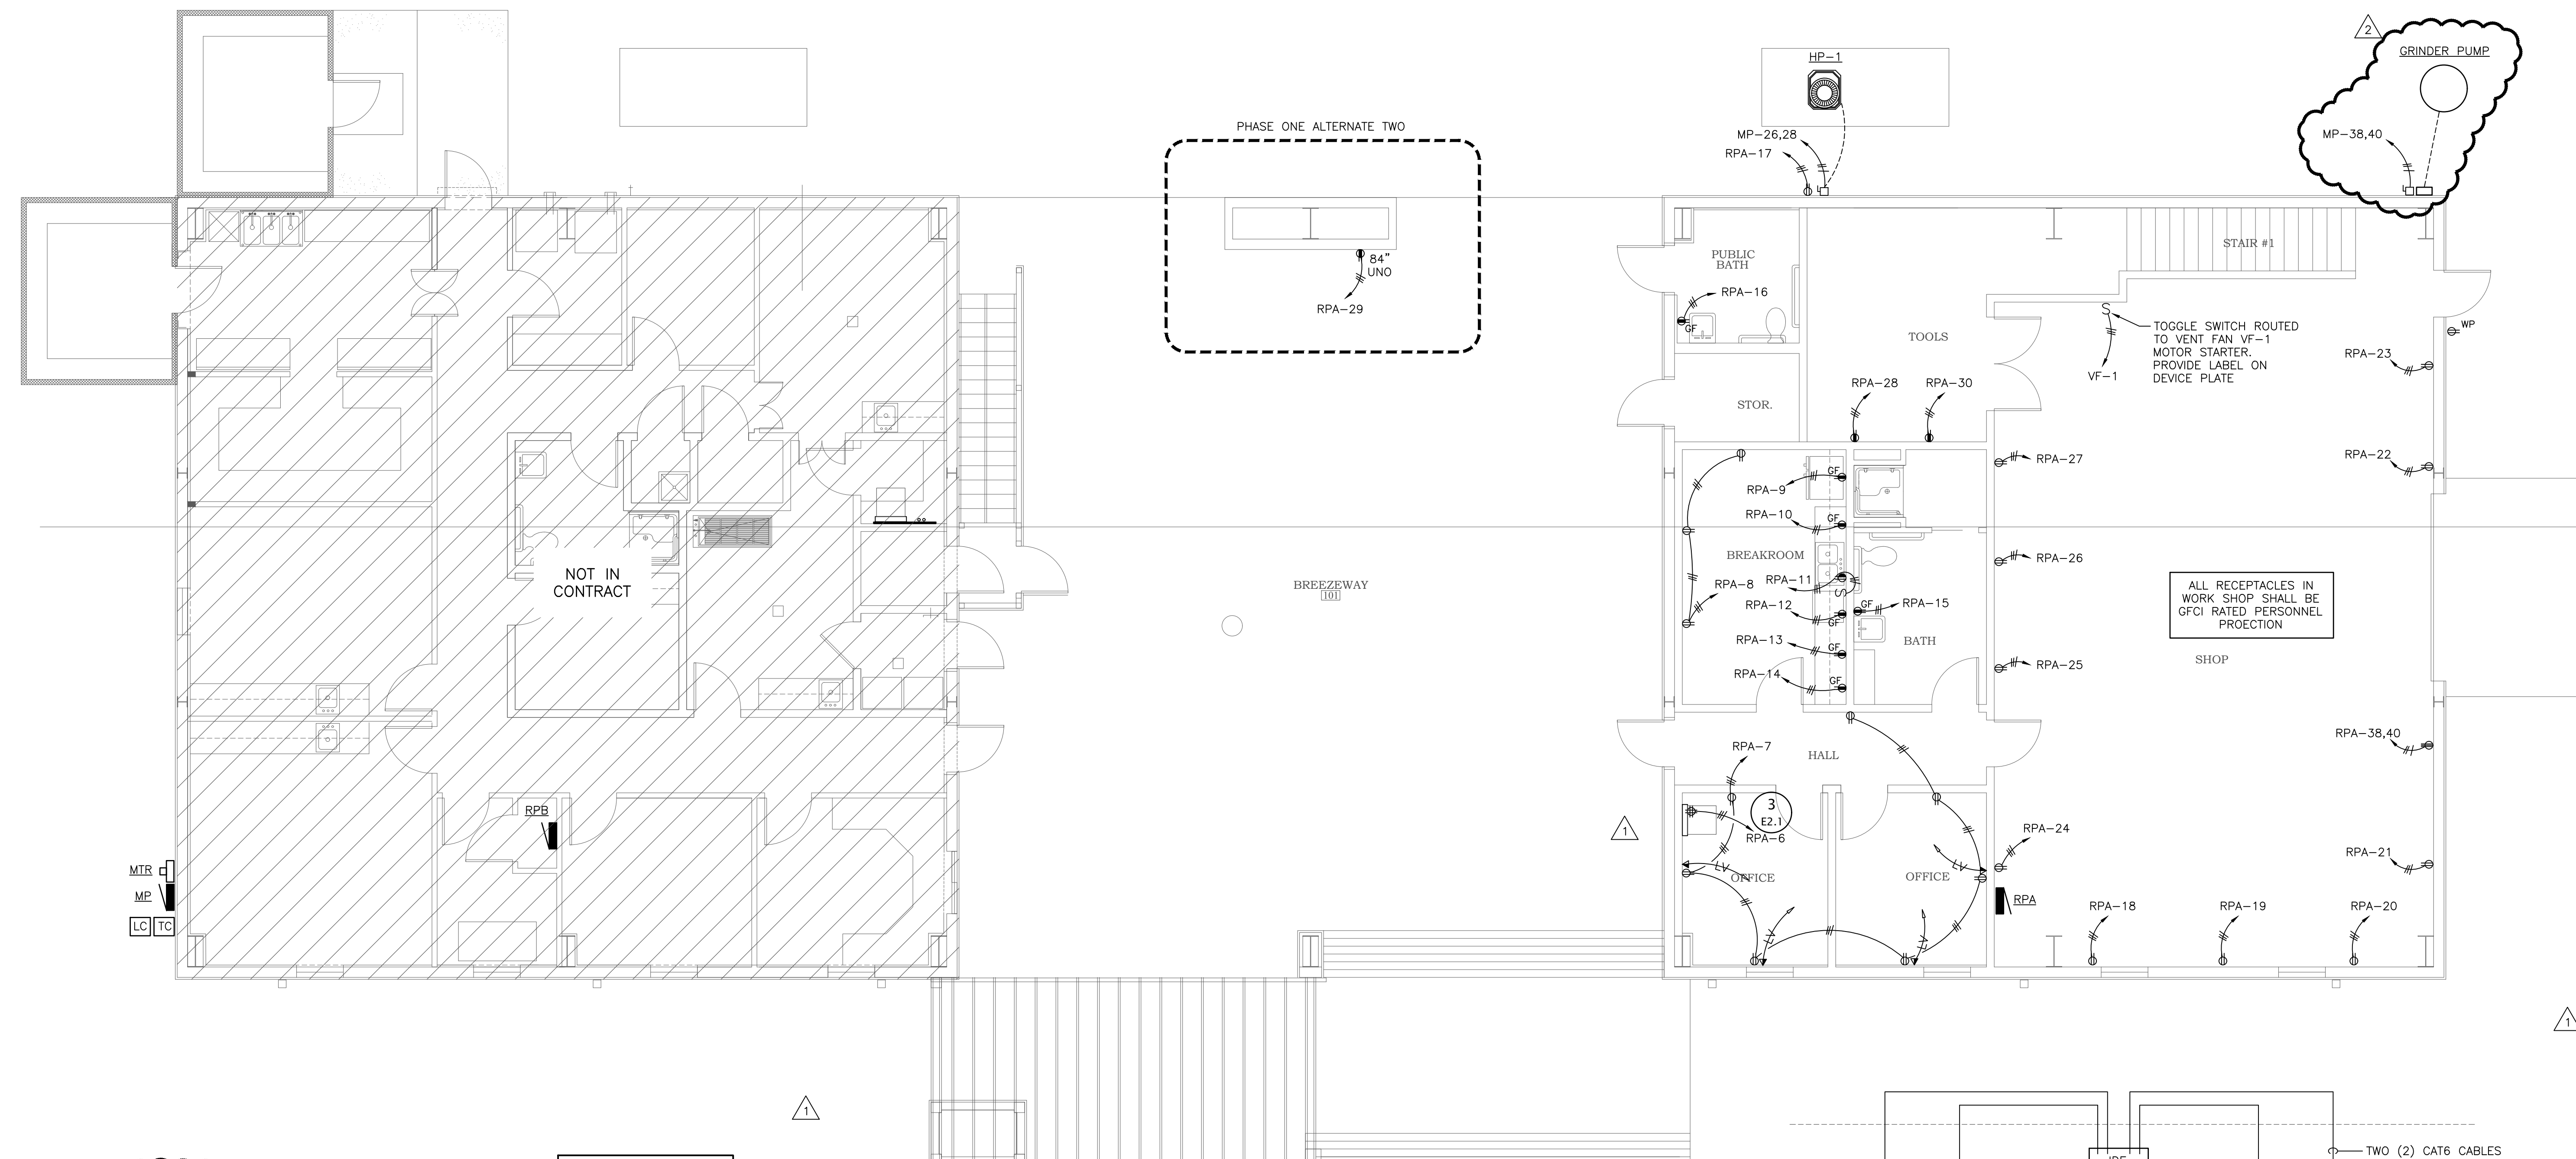 2
GRINDER PUMP
HP-1
PHASE ONE ALTERNATE TWO
MP-26,28
MP-38,40
RPA-17
STAIR #1
PUBLIC
BATH
84"
UNO
RPA-16
RPA-29
GF
TOOLS
S
TOGGLE SWITCH ROUTED
TO VENT FAN VF-1
MOTOR STARTER.
PROVIDE LABEL ON
DEVICE PLATE
WP
VF-1
RPA-23
RPA-28
RPA-30
STOR.
RPA-27
RPA-22
GF
RPA-9
RPA-10
GF
BREAKROOM
RPA-26
NOT IN
CONTRACT
BREEZEWAY
101
RPA-8
RPA-11
S
RPA-12
GF
GF
RPA-15
ALL RECEPTACLES IN
WORK SHOP SHALL BE
GFCI RATED PERSONNEL
PROECTION
RPA-13
GF
BATH
SHOP
RPA-25
RPA-14
GF
RPA-38,40
RPA-7
HALL
RPB
3
E2.1
1
RPA-6
RPA-24
RPA-21
MTR
LV
OFFICE
LV
OFFICE
MP
RPA
LC
TC
RPA-18
RPA-19
RPA-20
LV
LV
1
1
TWO (2) CAT6 CABLES